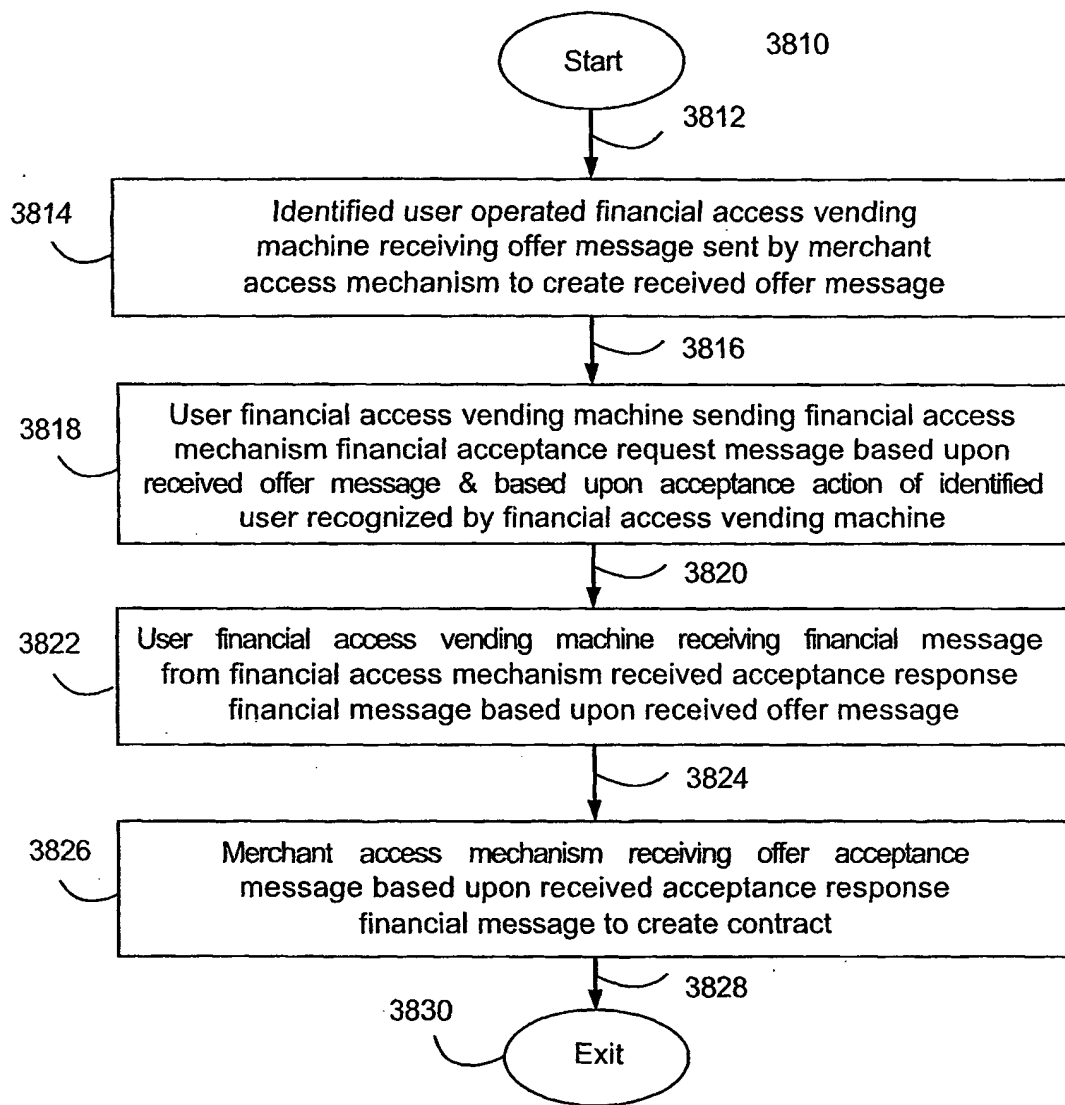 Start
3810
3812
3814
Identified user operated financial access vending
machine receiving offer message sent by merchant
access mechanism to create received offer message
3816
3818
User financial access vending machine sending financial access
mechanism financial acceptance request message based upon
received offer message & based upon acceptance action of identified
user recognized by financial access vending machine
3820
3822
User financial access vending machine receiving financial message
from financial access mechanism received acceptance response
financial message based upon received offer message
3824
3826
Merchant access mechanism receiving offer acceptance
message based upon received acceptance response
financial message to create contract
3828
3830
Exit